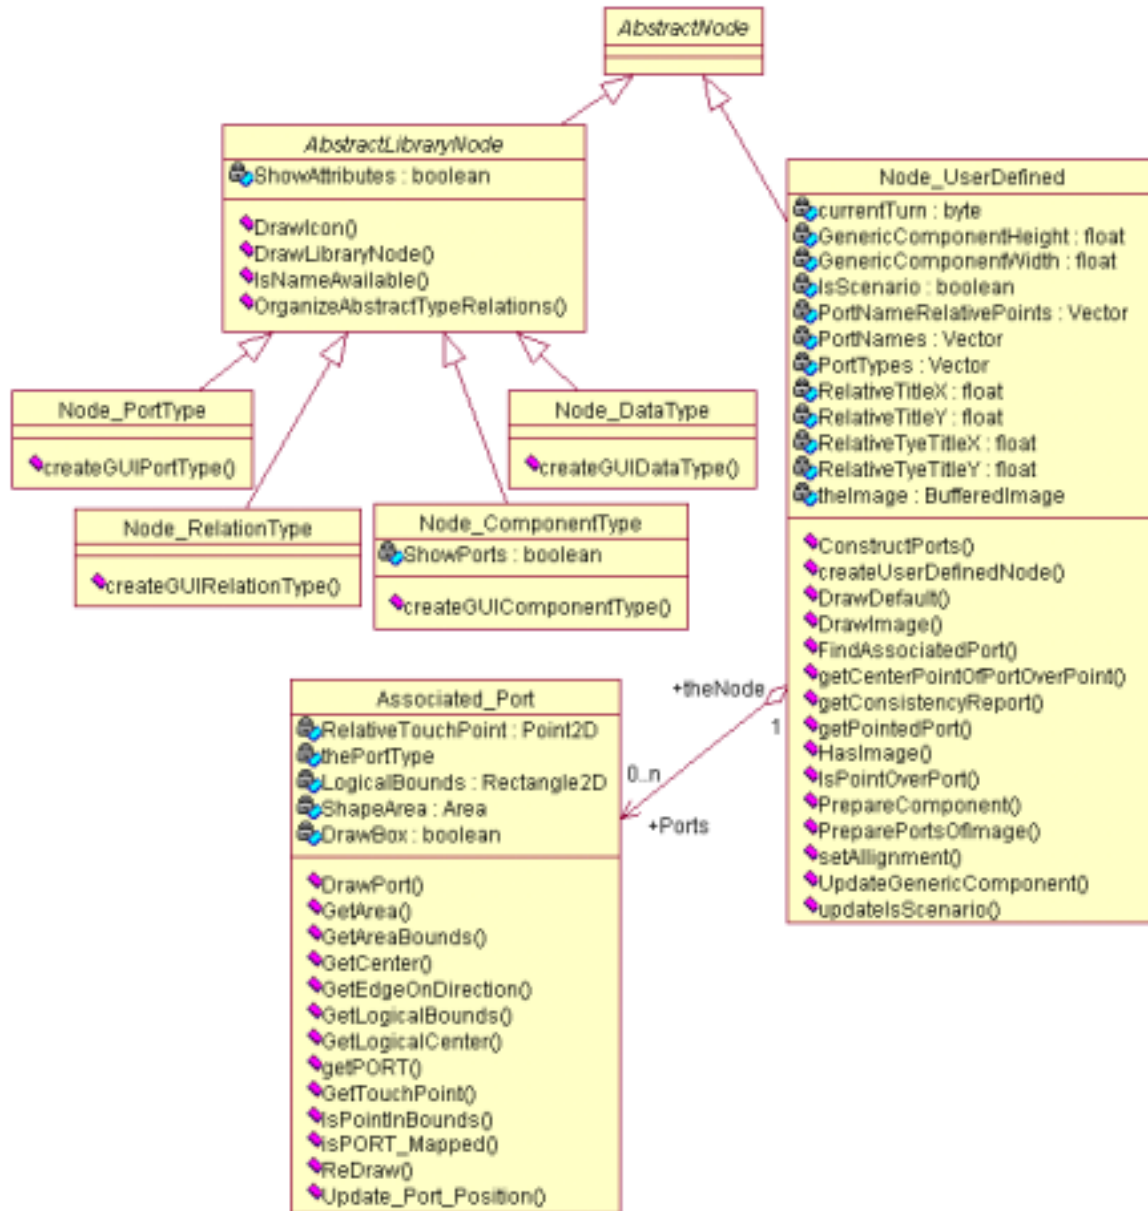 AbstractNode
AbstractLibraryNode
ShowAttributes : boolean
DrawIcon()
DrawLibraryNode()
IsNameAvailable()
OrganizeAbstractTypeRelations()
Node_UserDefined
currentTurn : byte
GenericComponentHeight : float
GenericComponentWidth : float
IsScenario : boolean
PortNameRelativePoints : Vector
PortNames : Vector
PortTypes : Vector
RelativeTitleX : float
RelativeTitleY : float
RelativeTyeTitleX : float
RelativeTyeTitleY : float
theImage : BufferedImage
ConstructPorts()
createUserDefinedNode()
DrawDefault()
DrawImage()
FindAssociatedPort()
getCenterPointOfPortOverPoint()
getConsistencyReport()
getPointedPort()
HasImage()
IsPointOverPort()
PrepareComponent()
PreparePortsOfImage()
setAllignment()
UpdateGenericComponent()
updateIsScenario()
Node_PortType
createGUIPortType()
Node_DataType
createGUIDataType()
Node_RelationType
createGUIRelationType()
Node_ComponentType
ShowPorts : boolean
createGUIComponentType()
+theNode
1
0..n
+Ports
Associated_Port
RelativeTouchPoint : Point2D
thePortType
LogicalBounds : Rectangle2D
ShapeArea : Area
DrawBox : boolean
DrawPort()
GetArea()
GetAreaBounds()
GetCenter()
GetEdgeOnDirection()
GetLogicalBounds()
GetLogicalCenter()
getPORT()
GetTouchPoint()
IsPointInBounds()
isPORT_Mapped()
ReDraw()
Update_Port_Position()